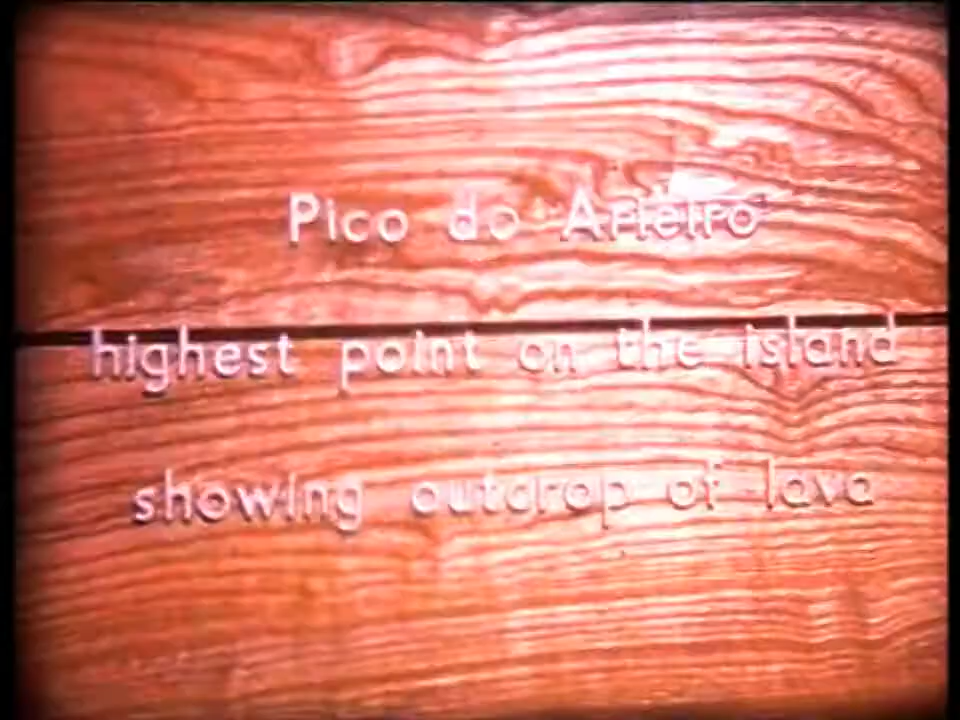 Pico do Arieiro
highest point on the island
showing outcrop of lava